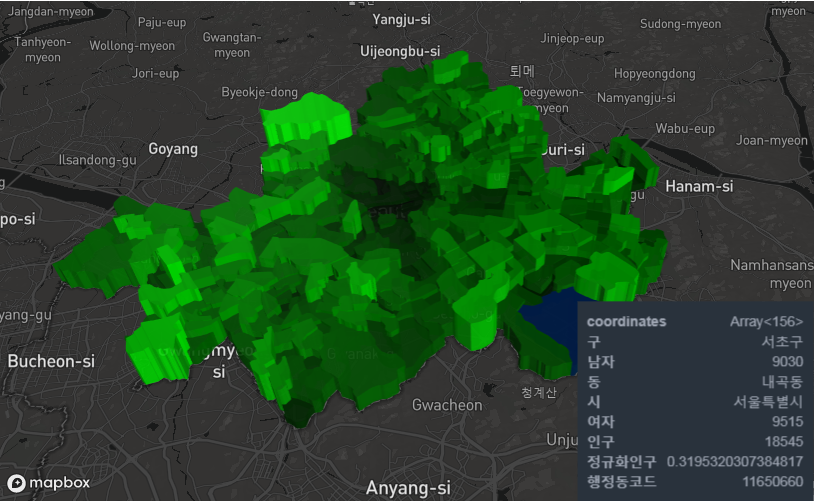 Jangdan-myeon
Paju-eup
Yangju-si
Sudong-myeon
myeon
Tanhyeon-
myeon
Wollong-myeon
Gwangtan-
myeon
Uijeongbu-si
Jinjeop-eup
Jori-eup
퇴메
Hopyeongdong
Byeokje-dong
Toegyewon-
myeon
Namyangju-si
Wabu-eup
Joan-myeon
Goyang
Ilsandong-gu
Guri-si
Hanam-si
gu
po-si
Namhansans
myeon
yang-gu
Bucheon-si
Gwangmyeong
si
Gwanak
청계산
Gwacheon
Unju
Anyang-si
mapbox
coordinates Array<156>
구 서초구
남자 9030
동 내곡동
시 서울특별시
여자 9515
인구 18545
정규화인구 0.3195320307384817
행정동코드 11650660